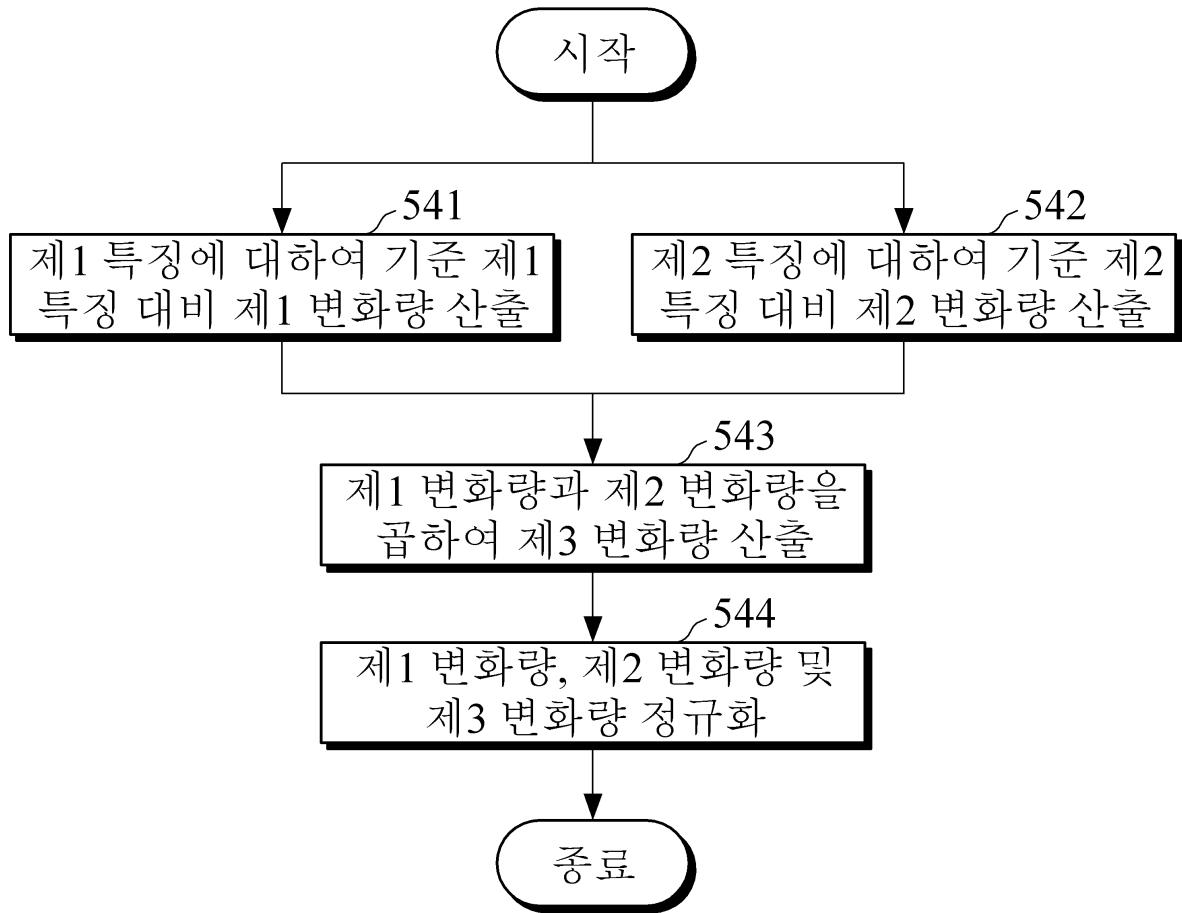 시작
541
제1 특징에 대하여 기준 제1
특징 대비 제1 변화량 산출
542
제2 특징에 대하여 기준 제2
특징 대비 제2 변화량 산출
543
제1 변화량과 제2 변화량을
곱하여 제3 변화량 산출
544
제1 변화량, 제2 변화량 및
제3 변화량 정규화
종료